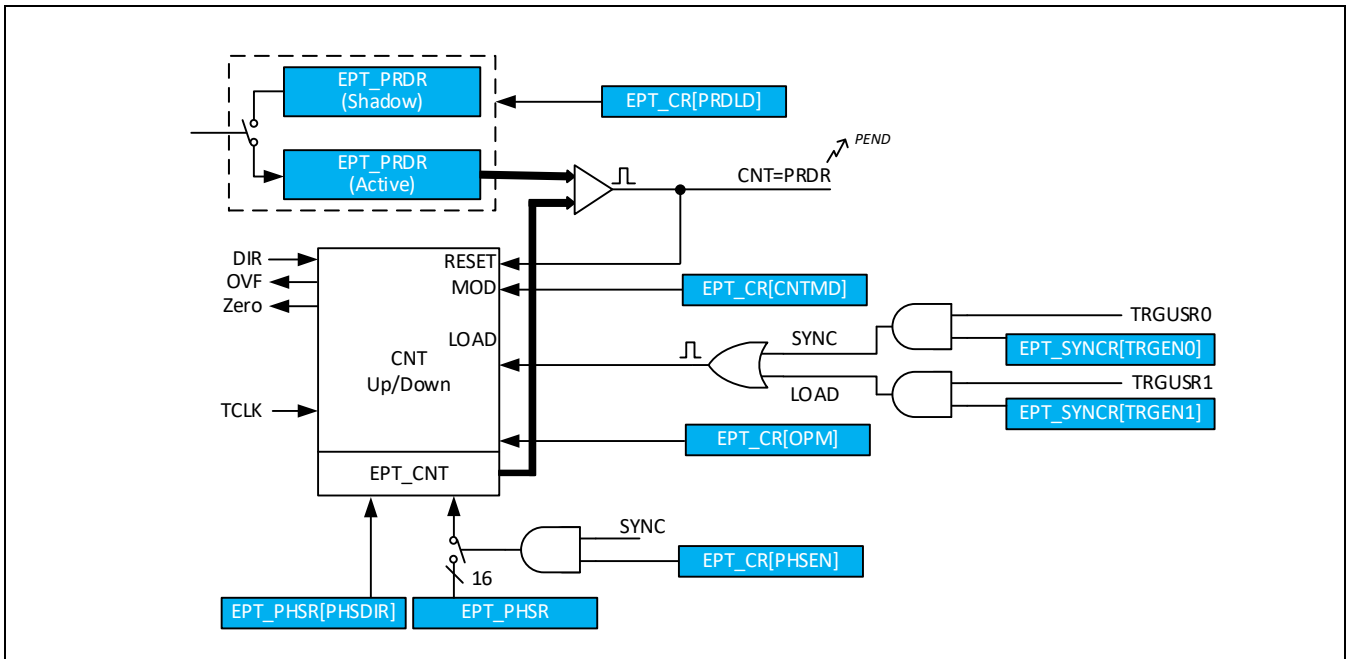 EPT_PRDR
(Shadow)
EPT_CR[PRDLD]
PEND
EPT_PRDR
(Active)
CNT=PRDR
DIR
RESET
OVF
MOD
EPT_CR[CNTMD]
Zero
TRGUSR0
LOAD
SYNC
EPT_SYNCR[TRGEN0]
CNT
Up/Down
TRGUSR1
LOAD
TCLK
EPT_SYNCR[TRGEN1]
EPT_CR[OPM]
EPT_CNT
SYNC
EPT_CR[PHSEN]
16
EPT_PHSR[PHSDIR]
EPT_PHSR